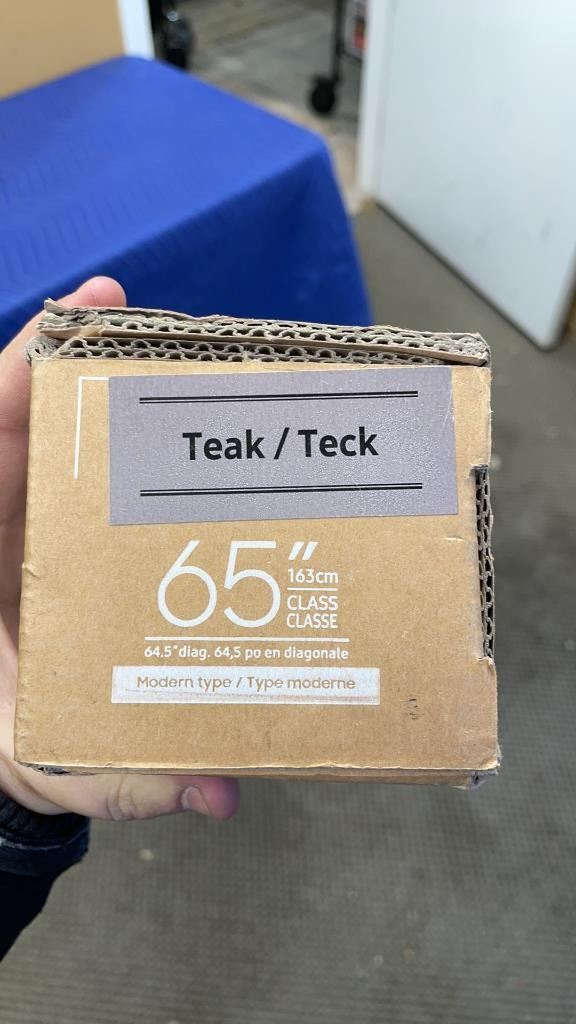 Teak / Teck
65″
163cm
CLASS
CLASSE
64.5"diag. 64,5 po en diagonale
Modern type / Type moderne